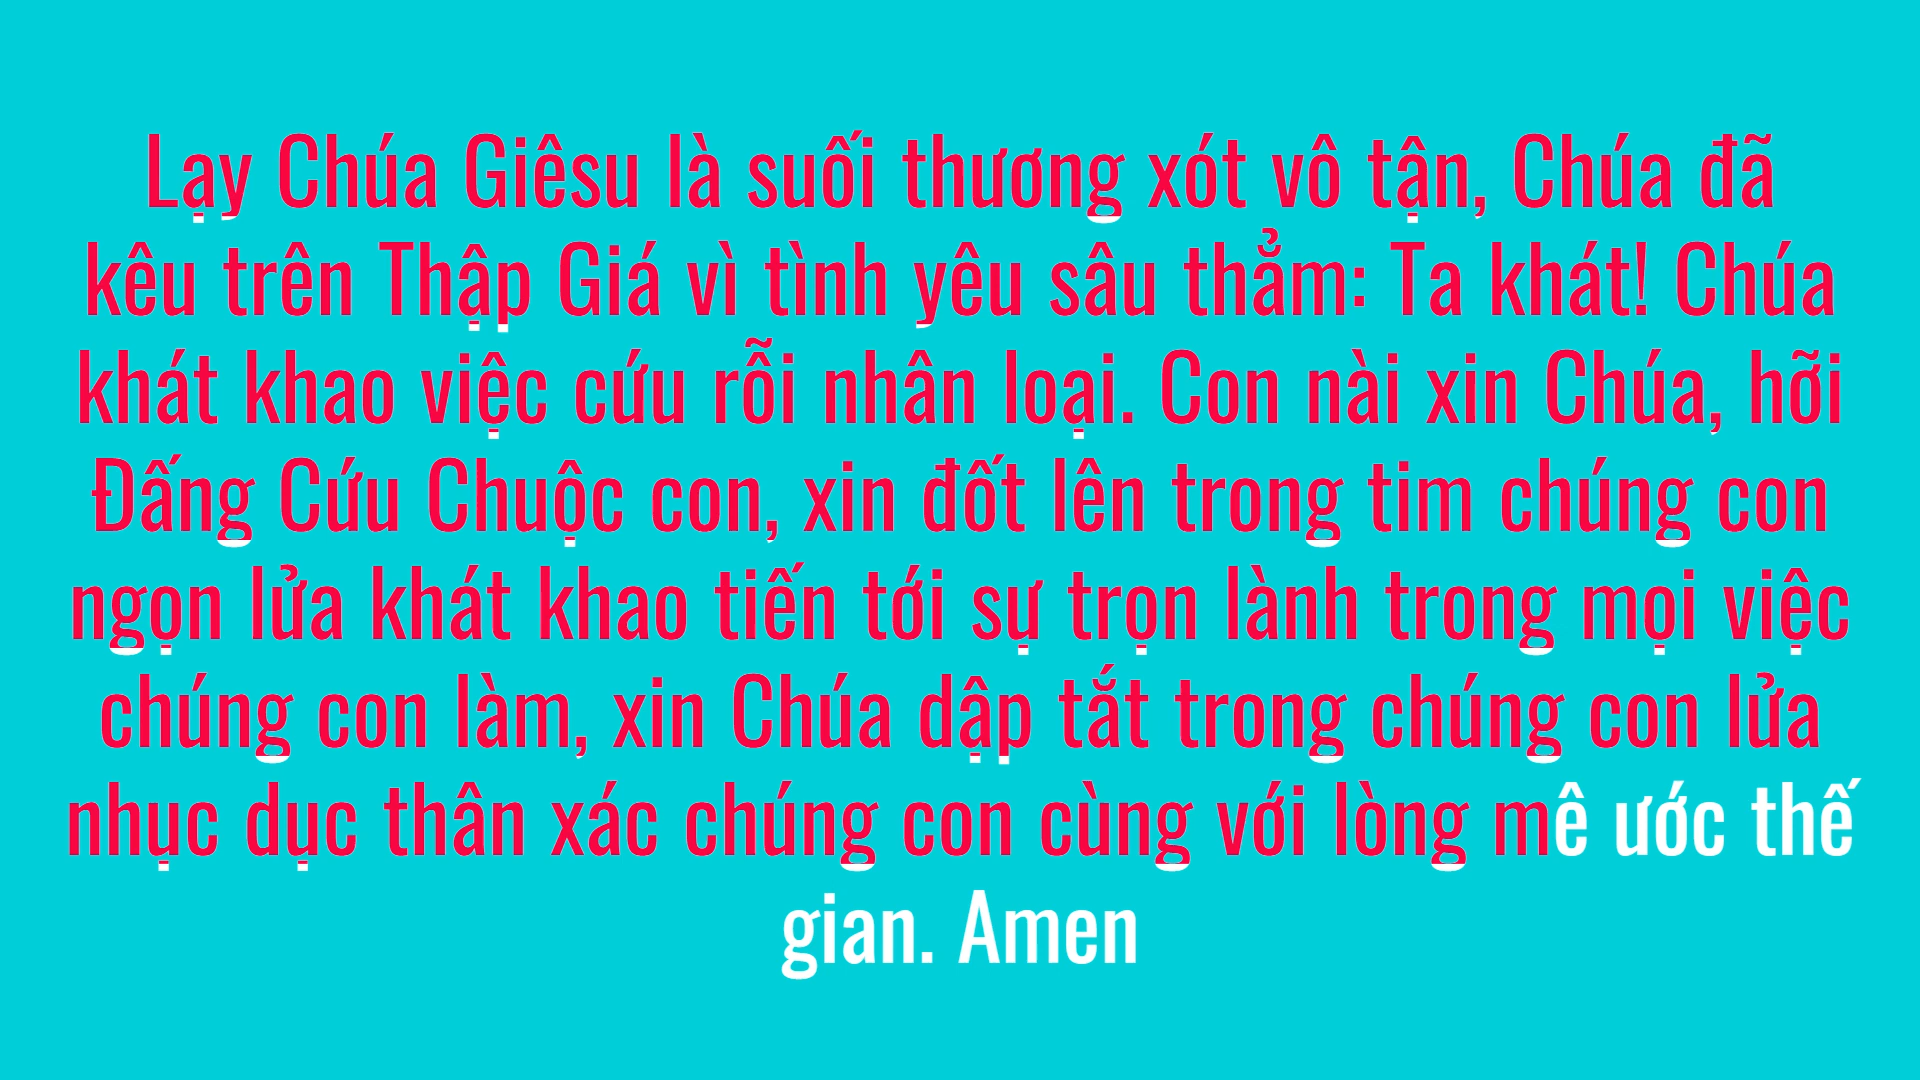 Lạy Chúa Giêsu là suối thương xót vô tận, Chúa đã
kêu trên Thập Giá vì tình yêu sâu thẳm: Ta khát! Chúa
khát khao việc cứu rỗi nhân loại. Con nài xin Chúa, hỡi
Đấng Cứu Chuộc con, xin đốt lên trong tim chúng con
ngọn lửa khát khao tiến tới sự trọn lành trong mọi việc
chúng con làm, xin Chúa dập tắt trong chúng con lửa
nhục dục thân xác chúng con cùng với lòng mê ước thế
gian. Amen